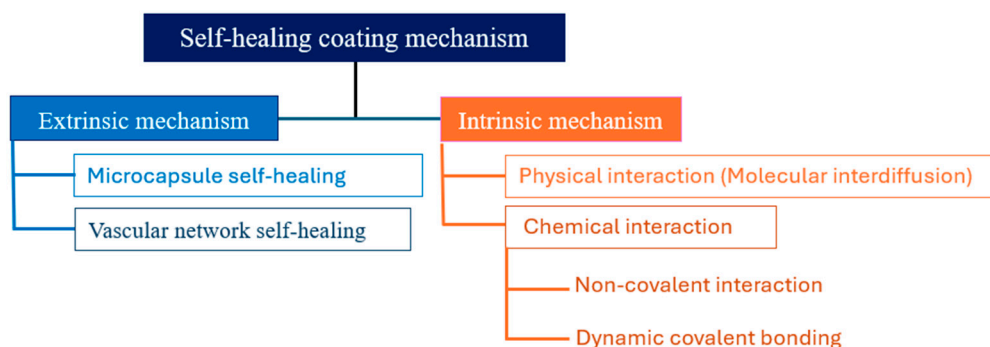 Self-healing coating mechanism
Extrinsic mechanism
Microcapsule self-healing
Vascular network self-healing
Intrinsic mechanism
Physical interaction (Molecular interdiffusion)
Chemical interaction
Non-covalent interaction
Dynamic covalent bonding